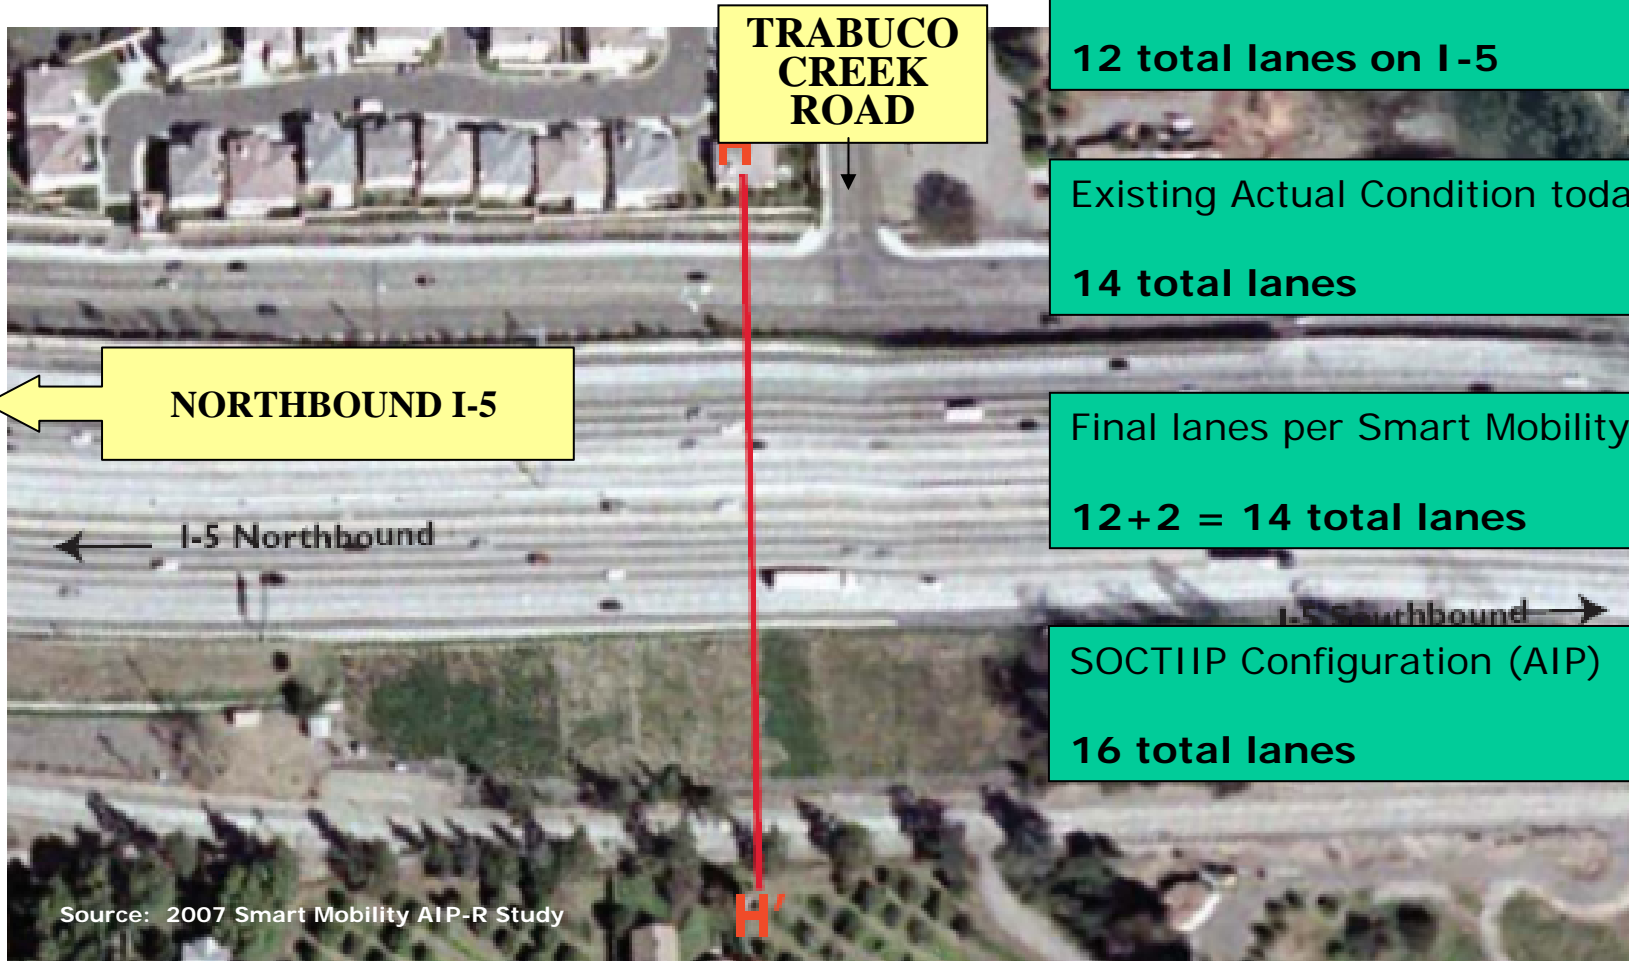 TRABUCO
CREEK
ROAD
12 total lanes on I-5
Existing Actual Condition
14 total lanes
NORTHBOUND I-5
Final lanes per Smart Mobility
12+2 = 14 total lanes
I-5 Northbound
I-5 Southbound
SOCTIIP Configuration (AIP)
16 total lanes
Source: 2007 Smart Mobility AIP-R Study
H'